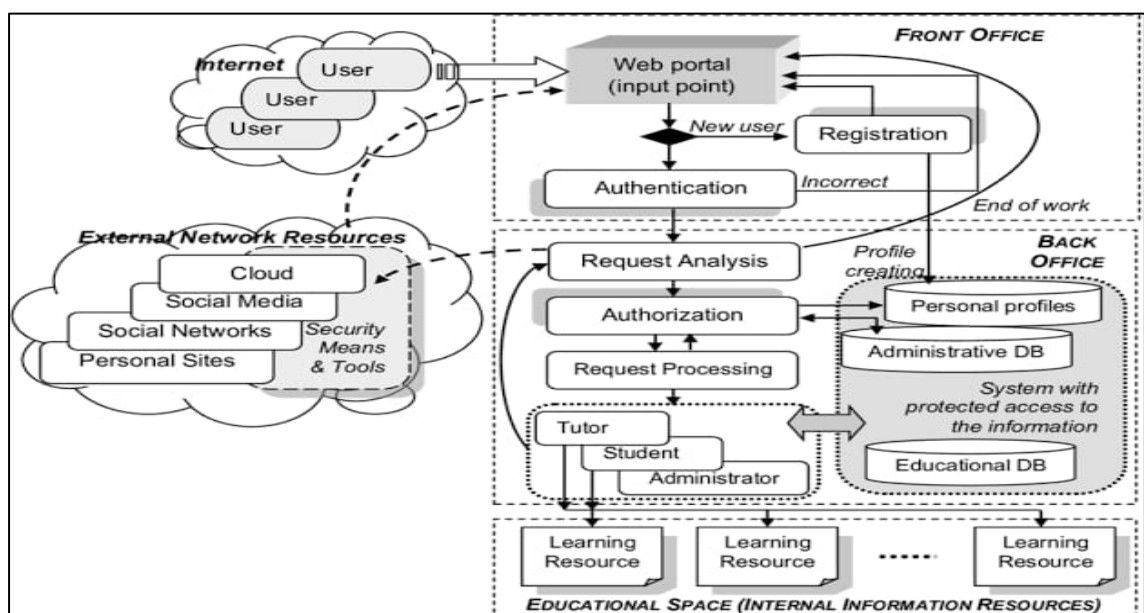 FRONT OFFICE
Internet
User
User
User
Web portal
(input point)
New user
Registration
Authentication
Incorrect
End of work
External Network Resources
Cloud
Social Media
Social Networks
Personal Sites
Security
Means
& Tools
BACK
OFFICE
Request Analysis
Profile
creating
Authorization
Personal profiles
Administrative DB
Request Processing
System with
protected access to
the information
Tutor
Student
Administrator
Educational DB
Learning
Resource
Learning
Resource
Learning
Resource
EDUCATIONAL SPACE (INTERNAL INFORMATION RESOURCES)